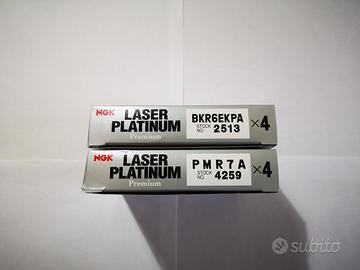 NGK LASER PLATINUM Premium
BKR6EKPA
STOCK NO. 2513 ×4
NGK LASER PLATINUM Premium
PMR7A
STOCK NO. 4259 ×4
subito